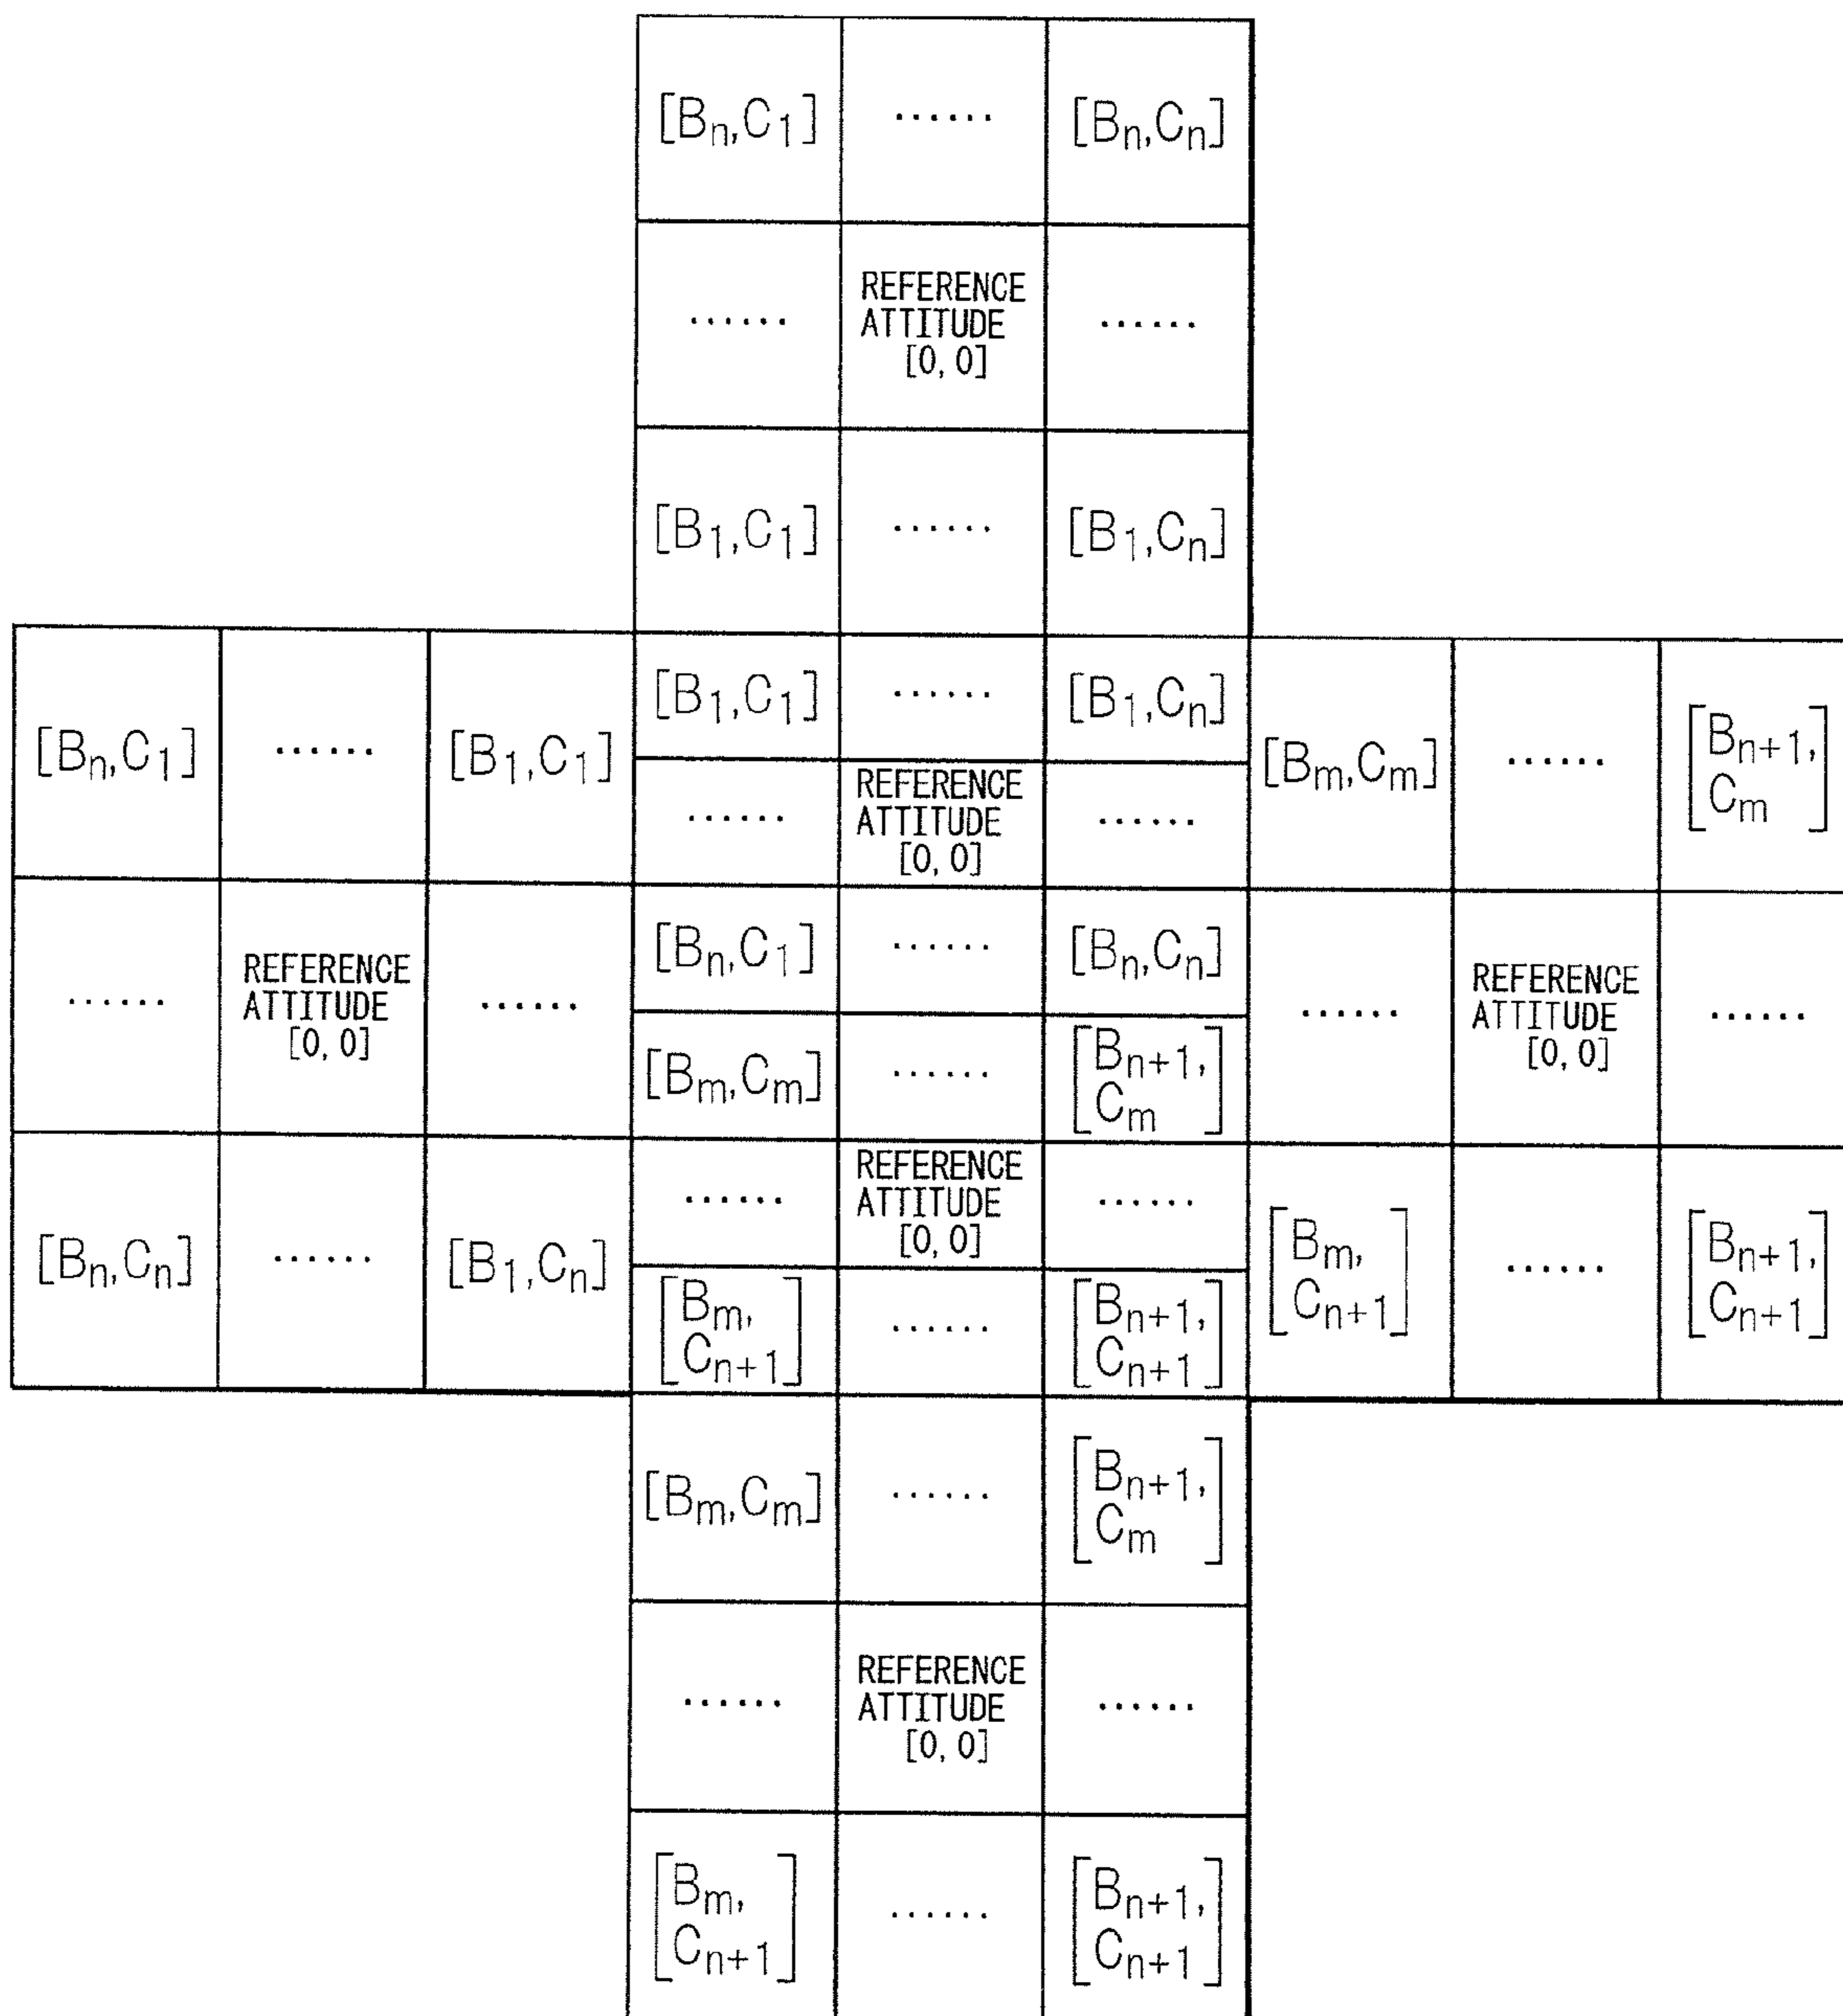 [Bn,C1] ...... [Bn,Cn]
...... REFERENCE ATTITUDE [0, 0] ......
[B1,C1] ...... [B1,Cn]
[Bn,C1] ...... [B1,C1]
...... REFERENCE ATTITUDE [0, 0] ......
[Bn,Cn] ...... [B1,Cn]
[B1,C1] ...... [B1,Cn]
...... REFERENCE ATTITUDE [0, 0] ......
[Bn,C1] ...... [Bn,Cn]
[Bm,Cm] ...... [Bn+1, Cm]
...... REFERENCE ATTITUDE [0, 0] ......
[Bm, Cn+1] ...... [Bn+1, Cn+1]
[Bm,Cm] ...... [Bn+1, Cm]
...... REFERENCE ATTITUDE [0, 0] ......
[Bm, Cn+1] ...... [Bn+1, Cn+1]
[Bm,Cm] ...... [Bn+1, Cm]
...... REFERENCE ATTITUDE [0, 0] ......
[Bm, Cn+1] ...... [Bn+1, Cn+1]